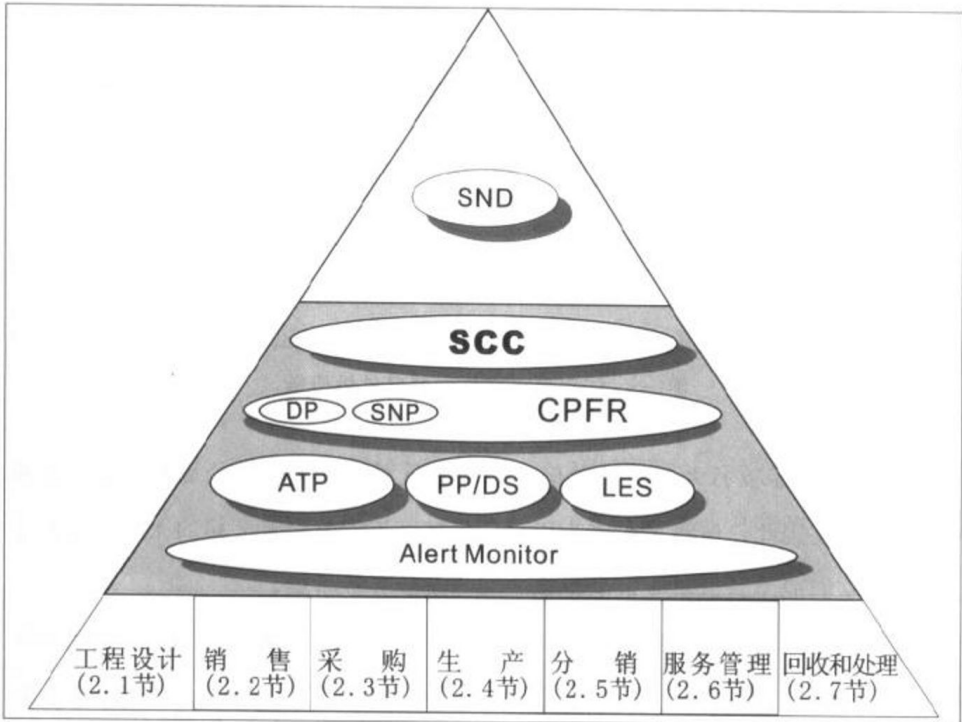 SND
SCC
DP SNP CPFR
ATP PP/DS LES
Alert Monitor
工程设计 销售 采购 生产 分销 服务管理 回收和处理
(2.1节) (2.2节) (2.3节) (2.4节) (2.5节) (2.6节) (2.7节)